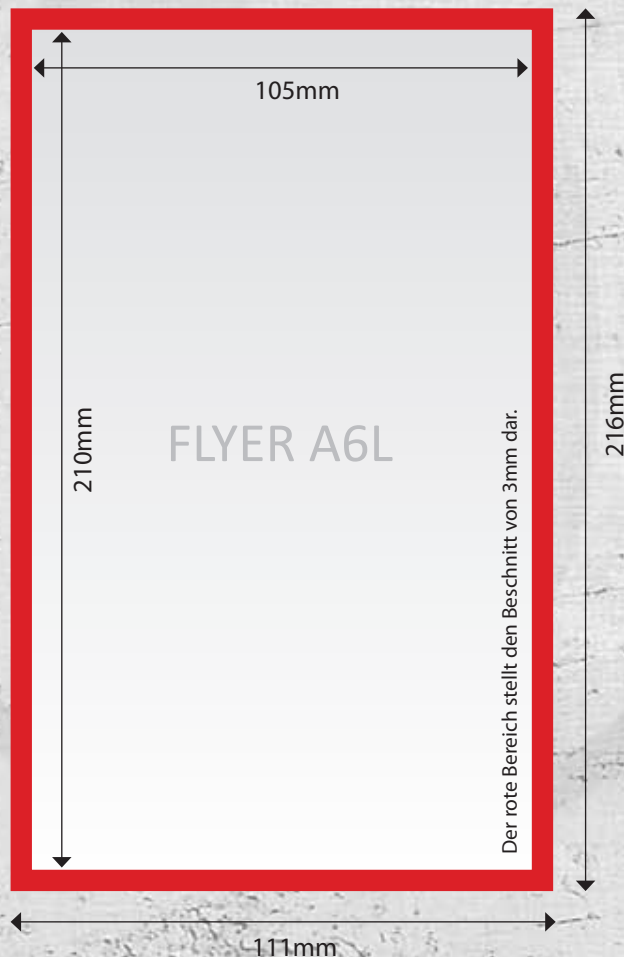 105mm
210mm
FLYER A6L
Der rote Bereich stellt den Beschnitt von 3mm dar.
216mm
111mm